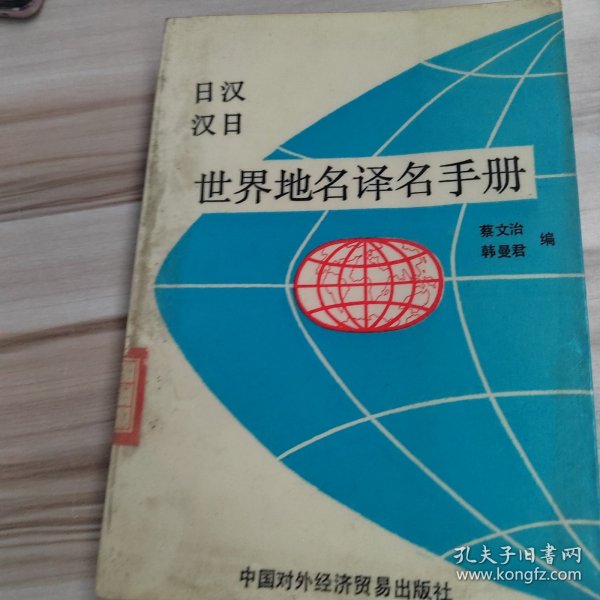 日汉
汉日
世界地名译名手册
蔡文治
韩曼君
编
中国对外经济贸易出版社
孔夫子旧书网
www.kongfz.com